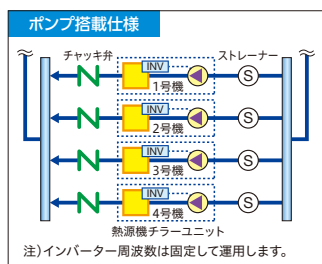 ポンプ搭載仕様
チャッキ弁
ストレーナー
INV
S
1号機
INV
S
2号機
INV
S
3号機
INV
S
4号機
熱源機チラーユニット
注)インバーター周波数は固定して運用します。